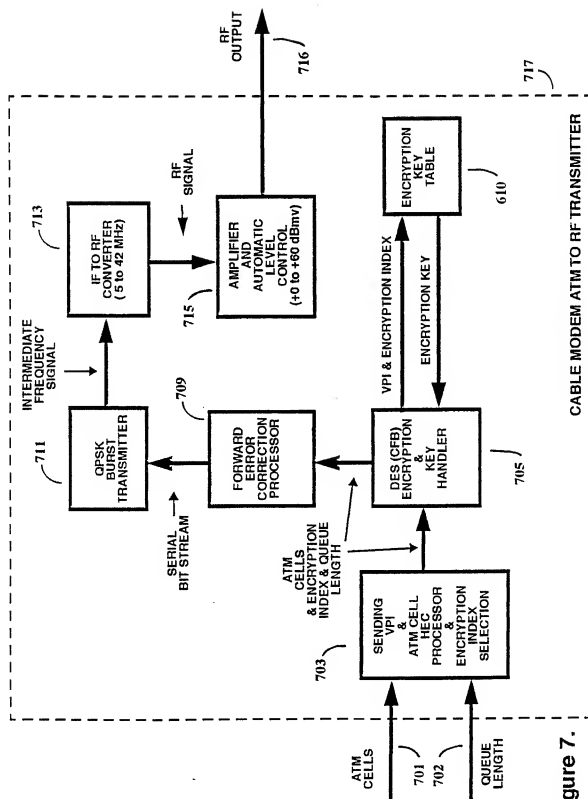 ATM
CELLS
701
702
QUEUE
LENGTH
703
SENDING
VPI
&
ATM CELL
HEC
PROCESSOR
&
ENCRYPTION
INDEX
SELECTION
ATM
CELLS
& ENCRYPTION
INDEX & QUEUE
LENGTH
DES (CFB)
ENCRYPTION
&
KEY
HANDLER
705
VPI & ENCRYPTION INDEX
ENCRYPTION KEY
ENCRYPTION
KEY
TABLE
610
FORWARD
ERROR
CORRECTION
PROCESSOR
709
SERIAL
BIT STREAM
711
QPSK
BURST
TRANSMITTER
INTERMEDIATE
FREQUENCY
SIGNAL
IF TO RF
CONVERTER
( 5 to 42 MHz)
713
RF
SIGNAL
715
AMPLIFIER
AND
AUTOMATIC
LEVEL
CONTROL
(+0 to +60 dBmv)
RF
OUTPUT
716
717
CABLE MODEM ATM TO RF TRANSMITTER
gure 7.